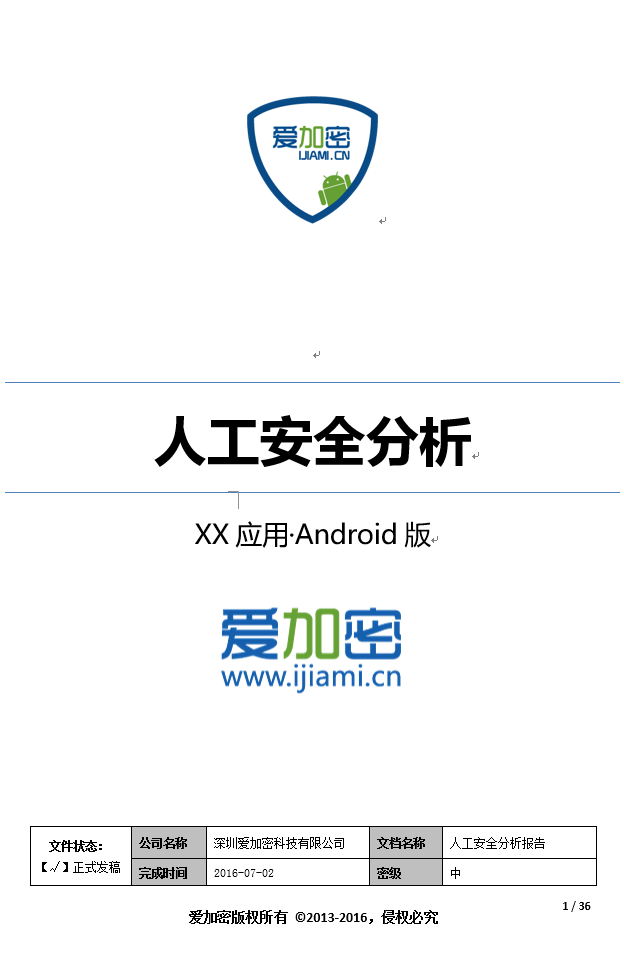 爱加密
IJIAMI.CN
人工安全分析
XX 应用·Android 版
爱加密
www.ijiami.cn
文件状态：
【√】正式发稿
公司名称 深圳爱加密科技有限公司 文档名称 人工安全分析报告
完成时间 2016-07-02 密级 中
1 / 36
爱加密版权所有 ©2013-2016，侵权必究